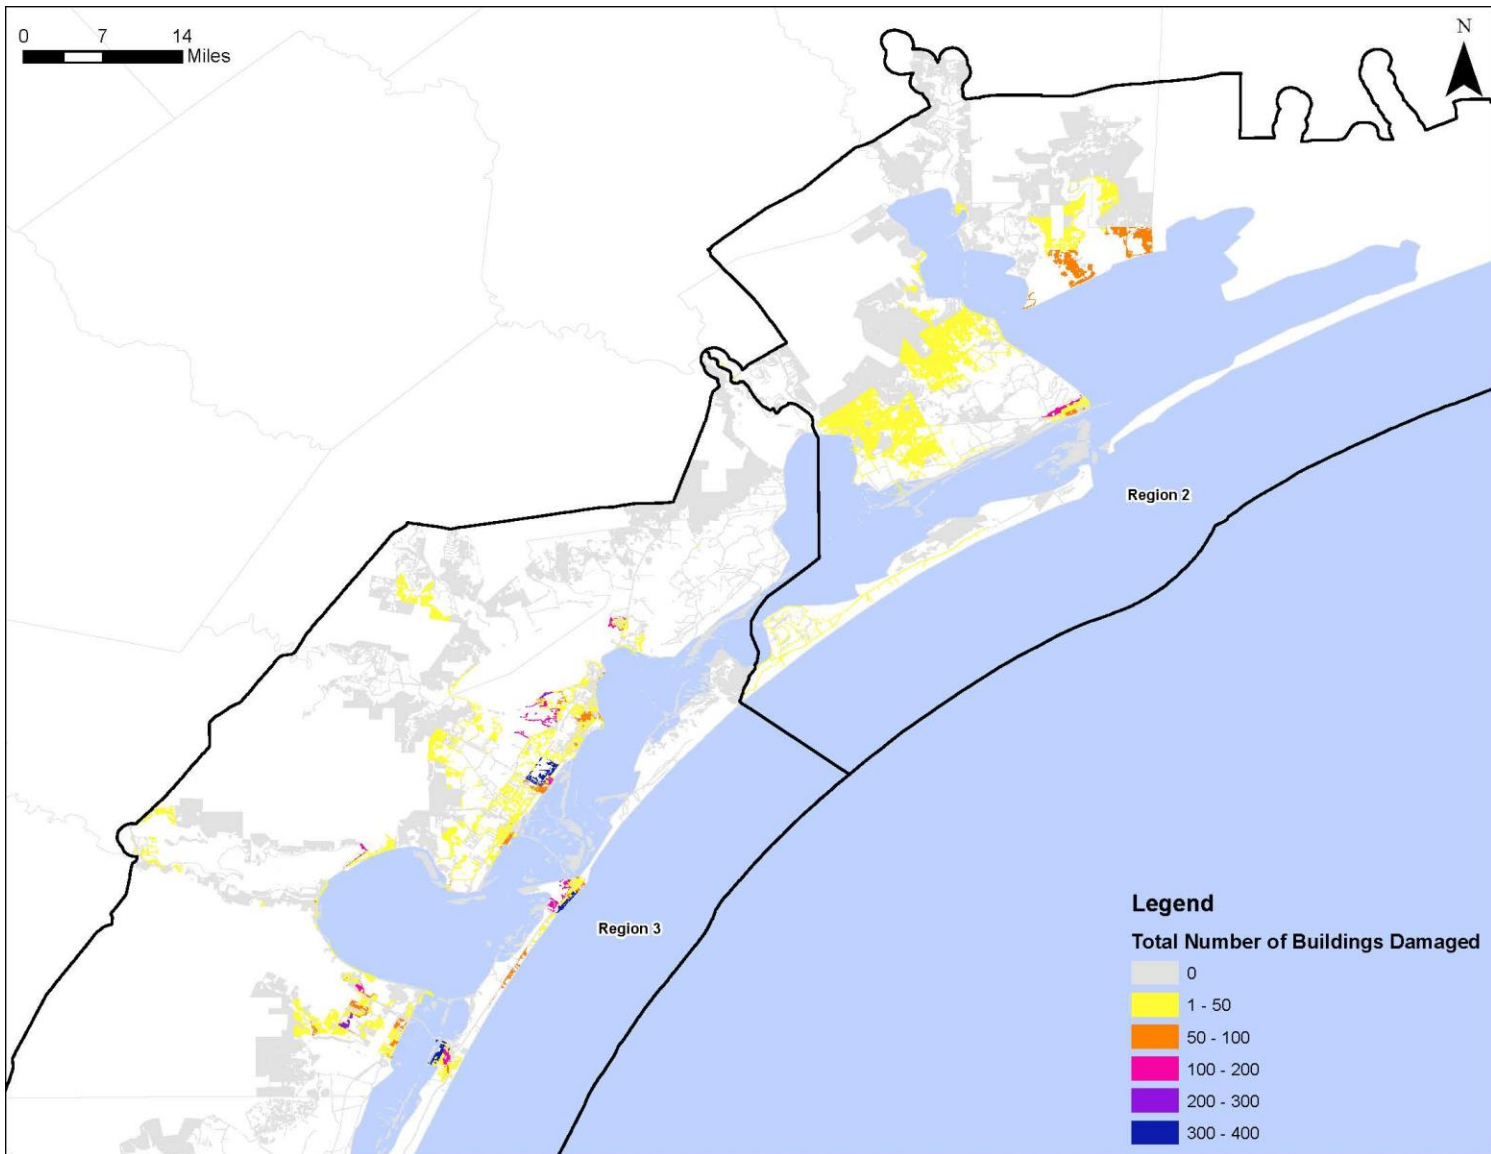 0 7 14
Miles
N
Region 2
Region 3
Legend
Total Number of Buildings Damaged
0
1 - 50
50 - 100
100 - 200
200 - 300
300 - 400